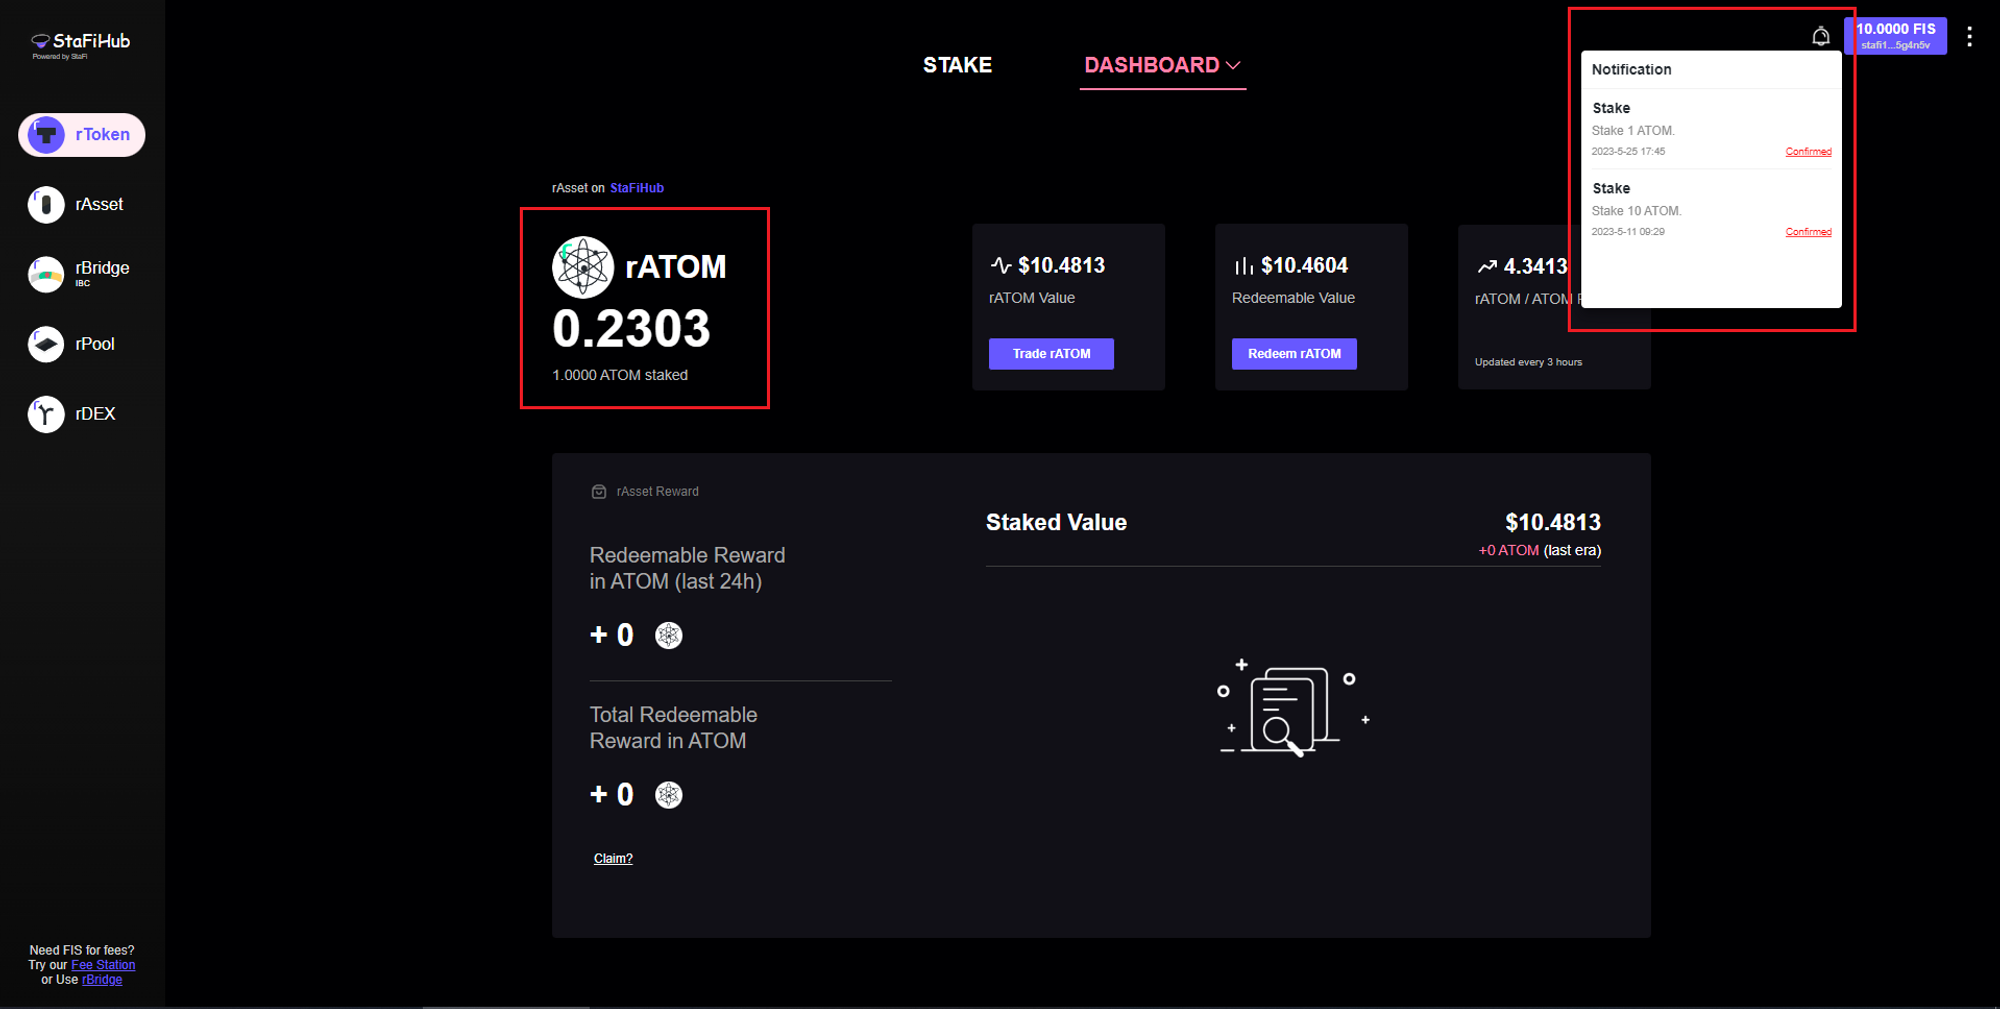 StaFiHub
Powered by StaFi
rToken
rAsset
rBridge
IBC
rPool
rDEX
Need FIS for fees?
Try our Fee Station
or Use rBridge
STAKE
DASHBOARD
10.0000 FIS
stafi1...5g4n5v
Notification
Stake
Stake 1 ATOM.
2023-5-25 17:45 Confirmed
Stake
Stake 10 ATOM.
2023-5-11 09:29 Confirmed
rAsset on StaFiHub
rATOM
0.2303
1.0000 ATOM staked
$10.4813
rATOM Value
Trade rATOM
$10.4604
Redeemable Value
Redeem rATOM
4.3413
rATOM / ATOM
Updated every 3 hours
rAsset Reward
Redeemable Reward
in ATOM (last 24h)
+ 0
Total Redeemable
Reward in ATOM
+ 0
Claim?
Staked Value
$10.4813
+0 ATOM (last era)